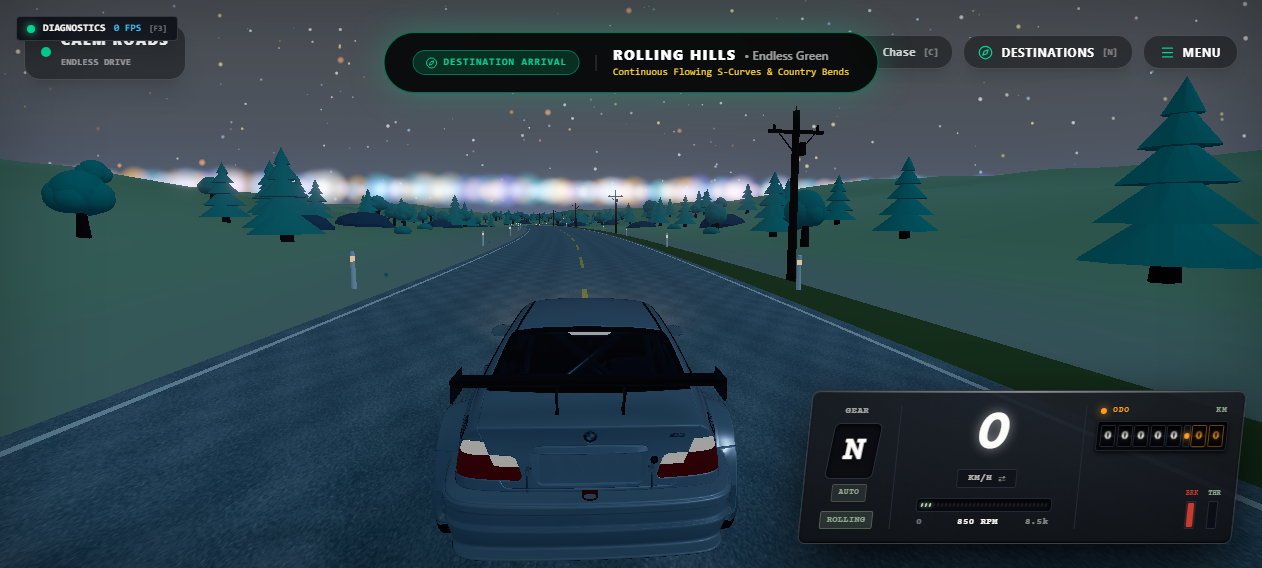 DIAGNOSTICS 0 FPS [F3]
CALM ROADS
ENDLESS DRIVE
DESTINATION ARRIVAL
ROLLING HILLS • Endless Green
Continuous Flowing S-Curves & Country Bends
Chase [C]
DESTINATIONS [N]
MENU
GEAR
N
AUTO
ROLLING
0
KM/H ⇄
0 850 RPM 8.5k
ODO KM
0 0 0 0 0 0 0
BRK THR